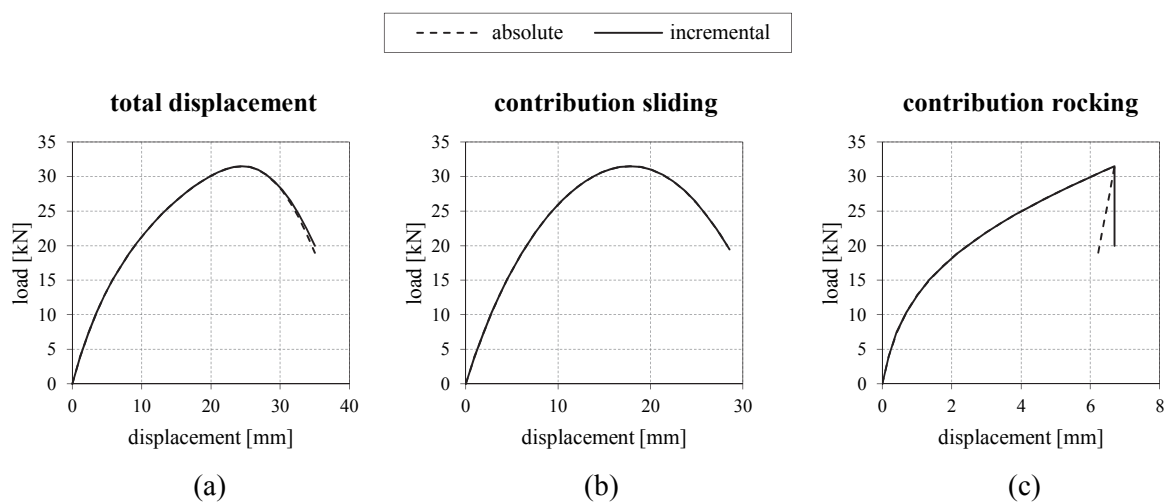 absolute incremental
total displacement
contribution sliding
contribution rocking
35
30
25
20
15
10
5
0
load [kN]
0 10 20 30 40
displacement [mm]
35
30
25
20
15
10
5
0
load [kN]
0 10 20 30
displacement [mm]
35
30
25
20
15
10
5
0
load [kN]
0 2 4 6 8
displacement [mm]
(a)
(b)
(c)